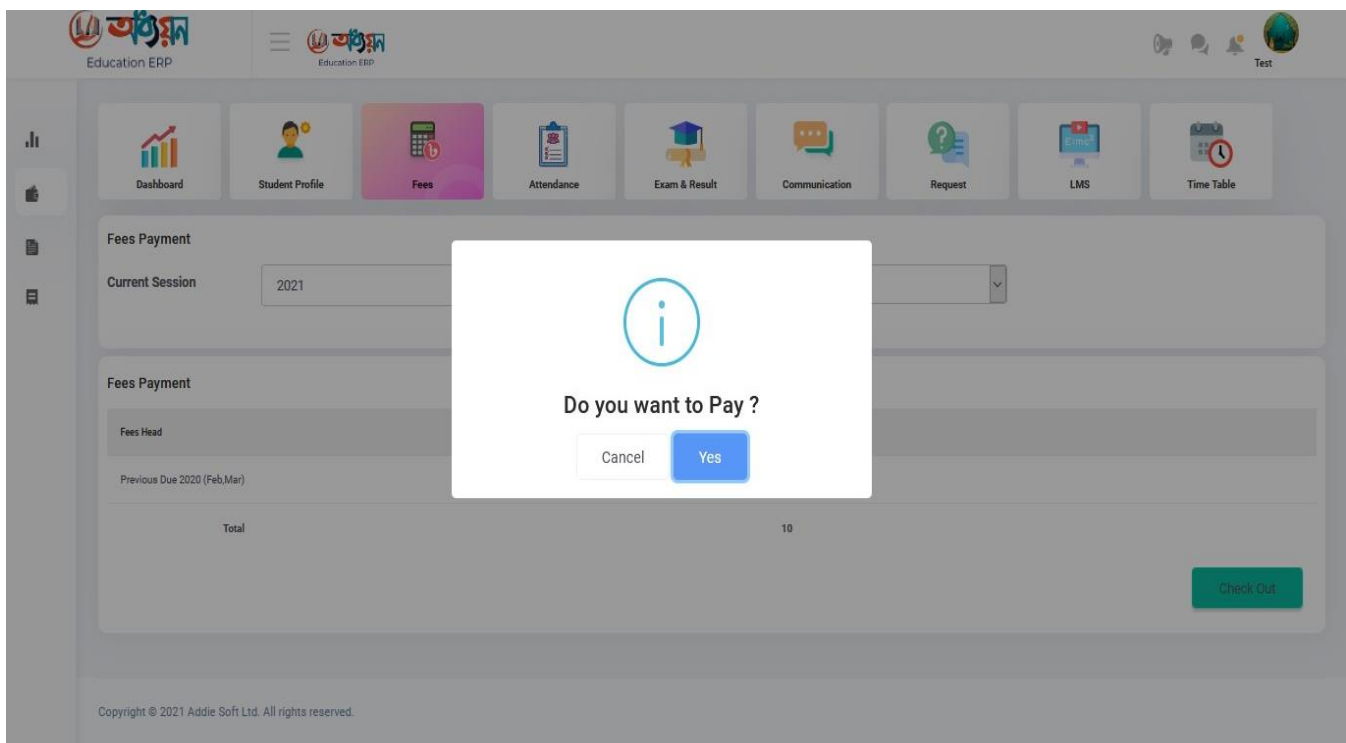 অধ্যয়ন
Education ERP
অধ্যয়ন
Education ERP
Test
Dashboard
Student Profile
Fees
Attendance
Exam & Result
Communication
Request
LMS
Time Table
Fees Payment
Current Session
2021
Do you want to Pay ?
Cancel
Yes
Fees Payment
Fees Head
Previous Due 2020 (Feb,Mar)
Total 10
Check Out
Copyright © 2021 Addie Soft Ltd. All rights reserved.